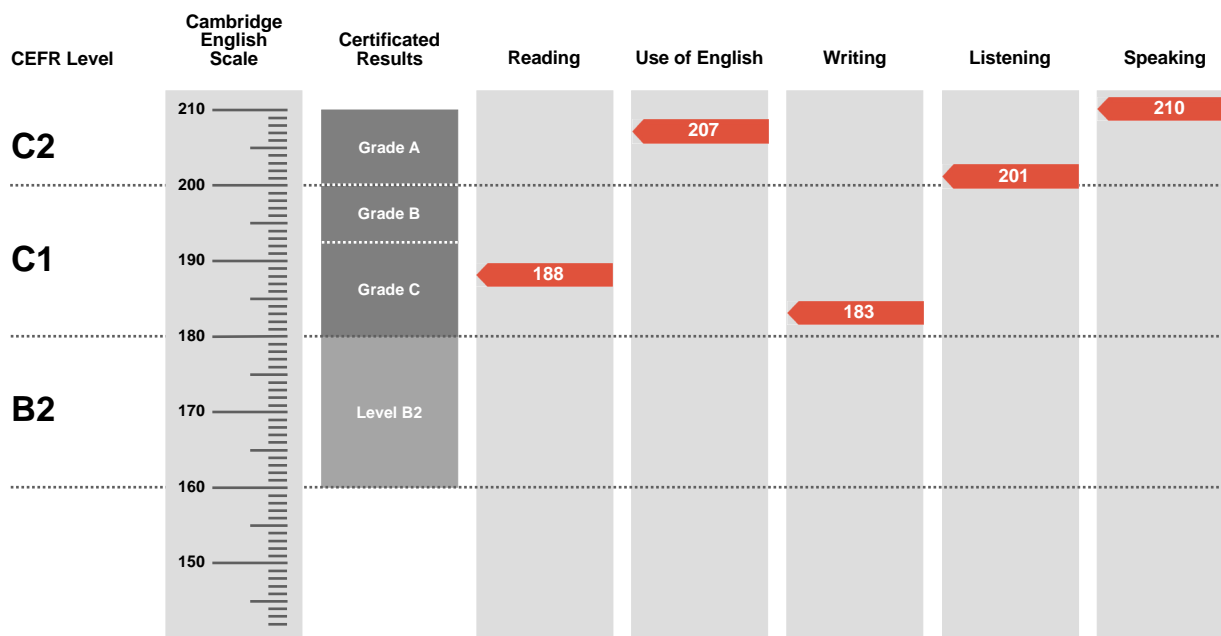 CEFR Level
Cambridge
English
Scale
Certificated
Results
Reading
Use of English
Writing
Listening
Speaking
210
210
207
C2
Grade A
201
200
Grade B
C1
190
188
Grade C
183
180
B2
170
Level B2
160
150